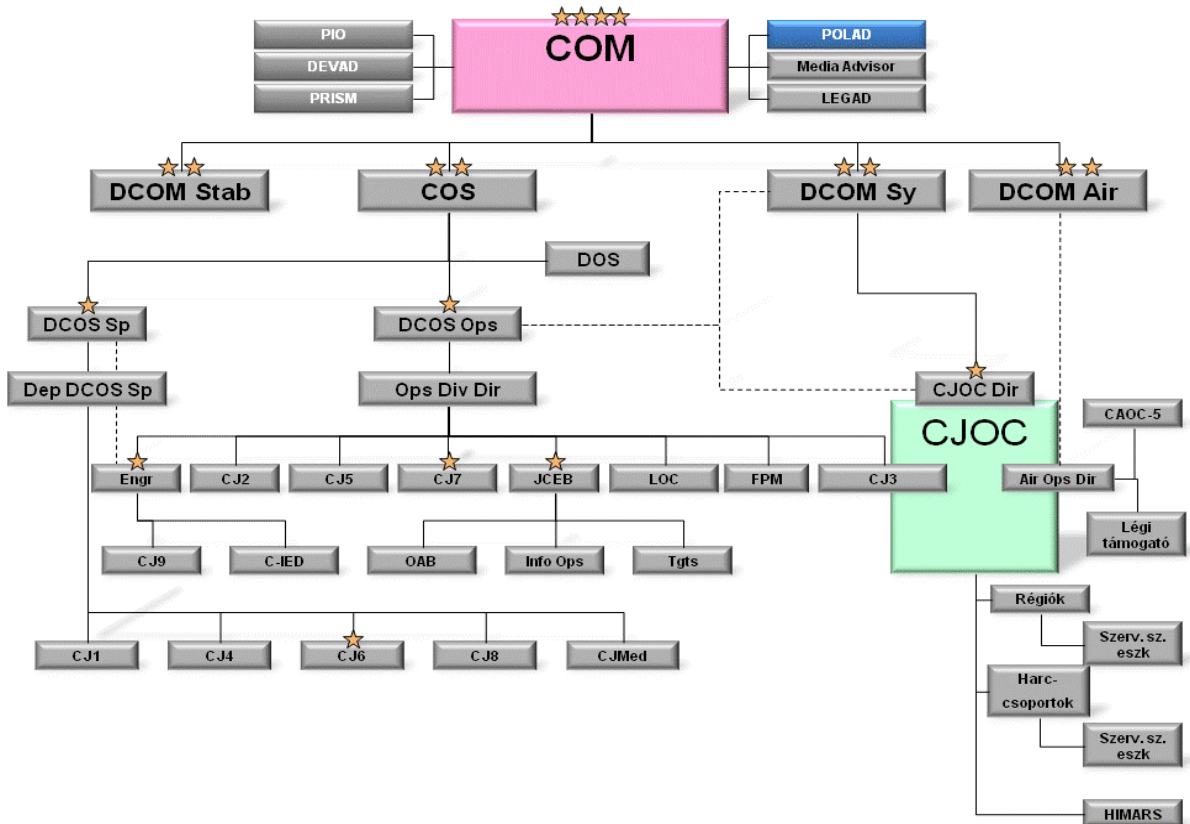 PIO
DEVAD
PRISM
COM
POLAD
Media Advisor
LEGAD
DCOM Stab
COS
DCOM Sy
DCOM Air
DOS
DCOS Sp
DCOS Ops
Dep DCOS Sp
Ops Div Dir
CJOC Dir
CJOC
CAOC-5
Engr
CJ2
CJ5
CJ7
JCEB
LOC
FPM
CJ3
Air Ops Dir
Légi
támogató
CJ9
C-IED
OAB
Info Ops
Tgts
Régiók
Szerv. sz.
eszk
CJ1
CJ4
CJ6
CJ8
CJMed
Harc-
csoportok
Szerv. sz.
eszk
HIMARS